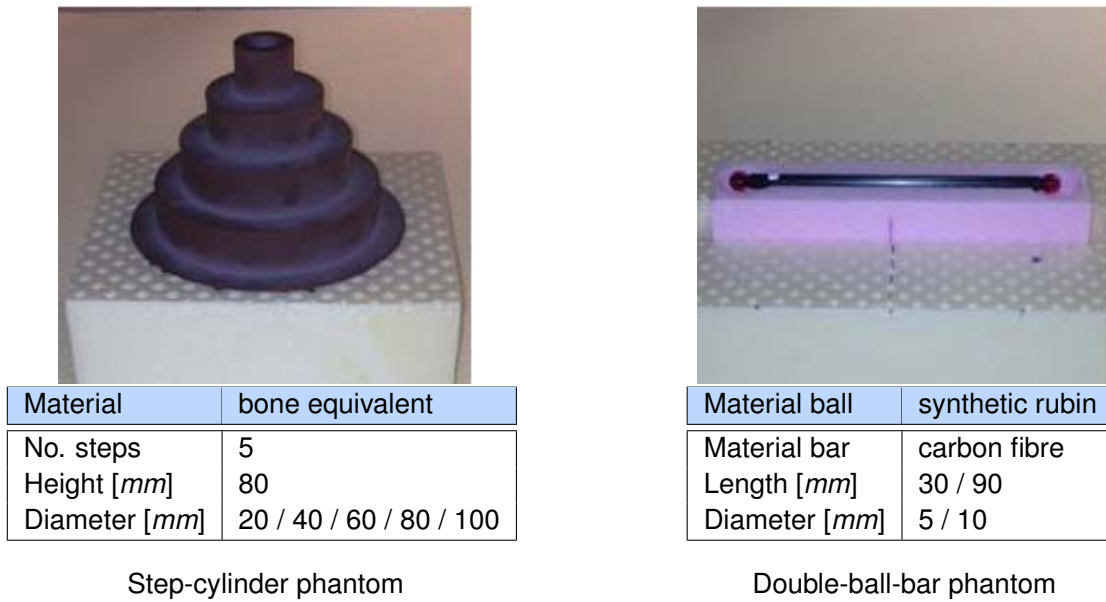 Material bone equivalent
No. steps 5
Height [mm] 80
Diameter [mm] 20 / 40 / 60 / 80 / 100
Step-cylinder phantom
Material ball synthetic rubin
Material bar carbon fibre
Length [mm] 30 / 90
Diameter [mm] 5 / 10
Double-ball-bar phantom